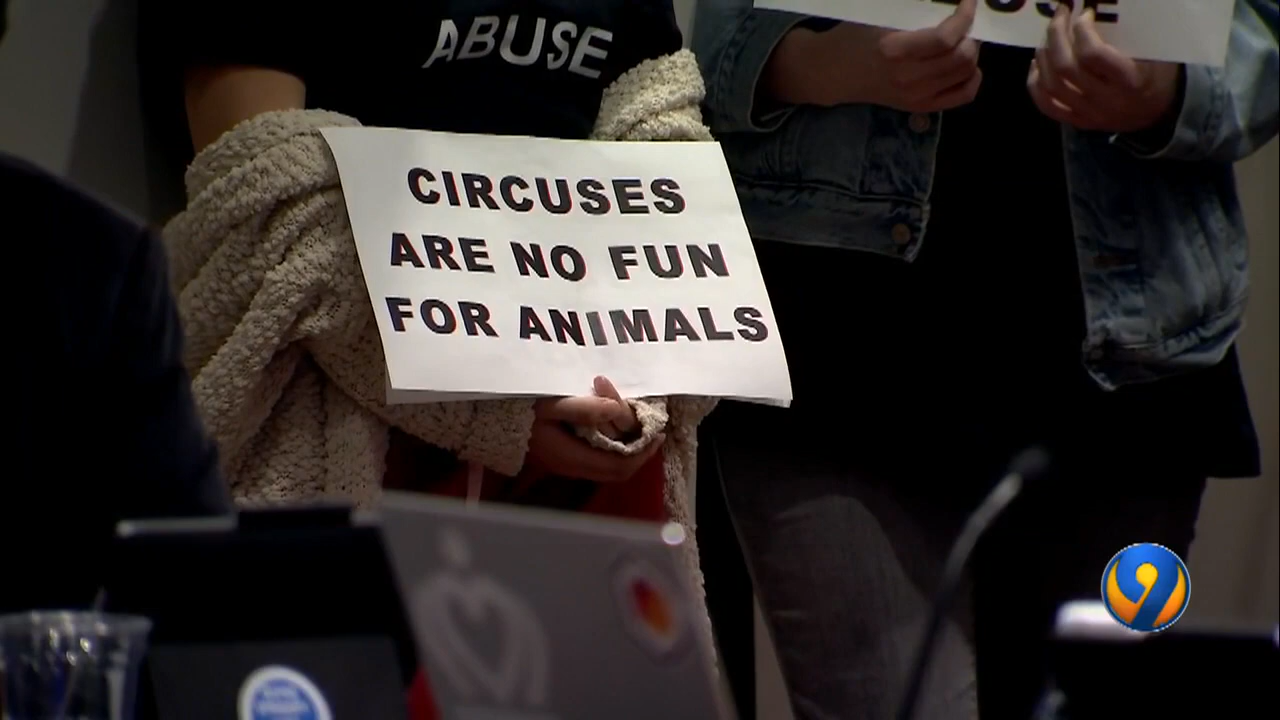 ABUSE
CIRCUSES
ARE NO FUN
FOR ANIMALS
9